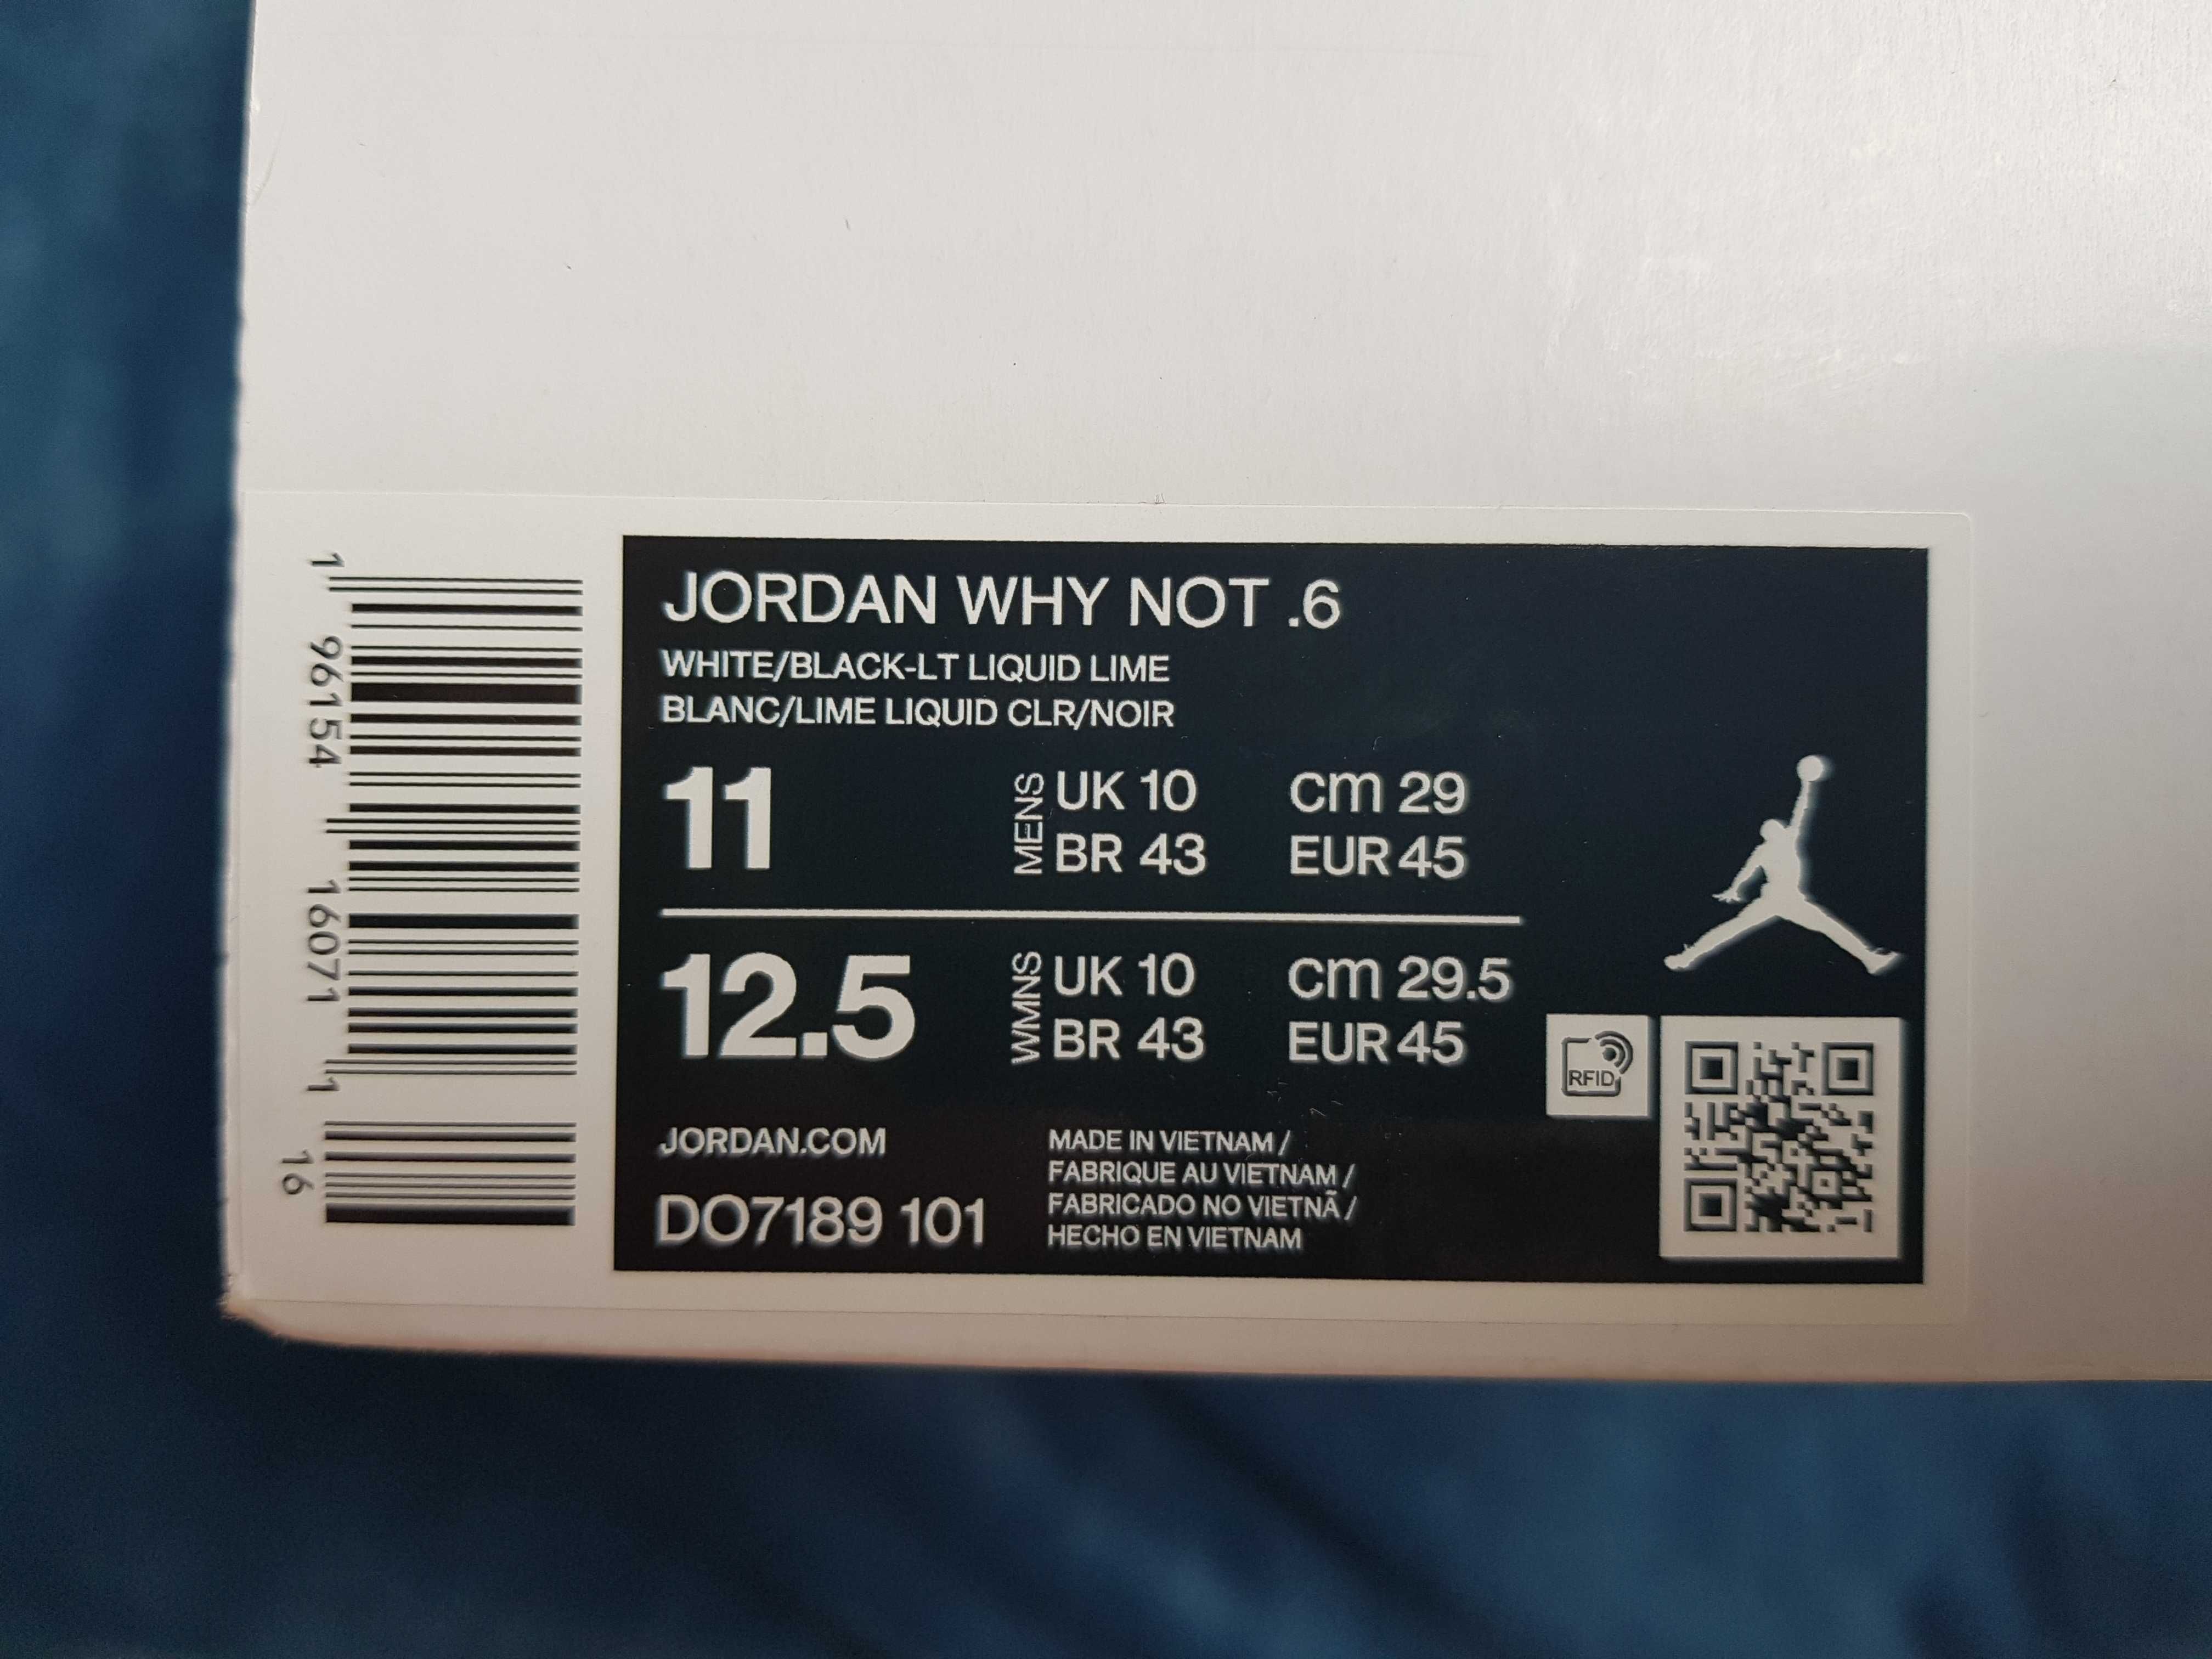 JORDAN WHY NOT .6
WHITE/BLACK-LT LIQUID LIME
BLANC/LIME LIQUID CLR/NOIR
11
MENS
UK 10
cm 29
BR 43
EUR 45
12.5
WMNS
UK 10
cm 29.5
BR 43
EUR 45
RFID
JORDAN.COM
DO7189 101
MADE IN VIETNAM /
FABRIQUE AU VIETNAM /
FABRICADO NO VIETNÃ /
HECHO EN VIETNAM
1 96154 16071 1
16